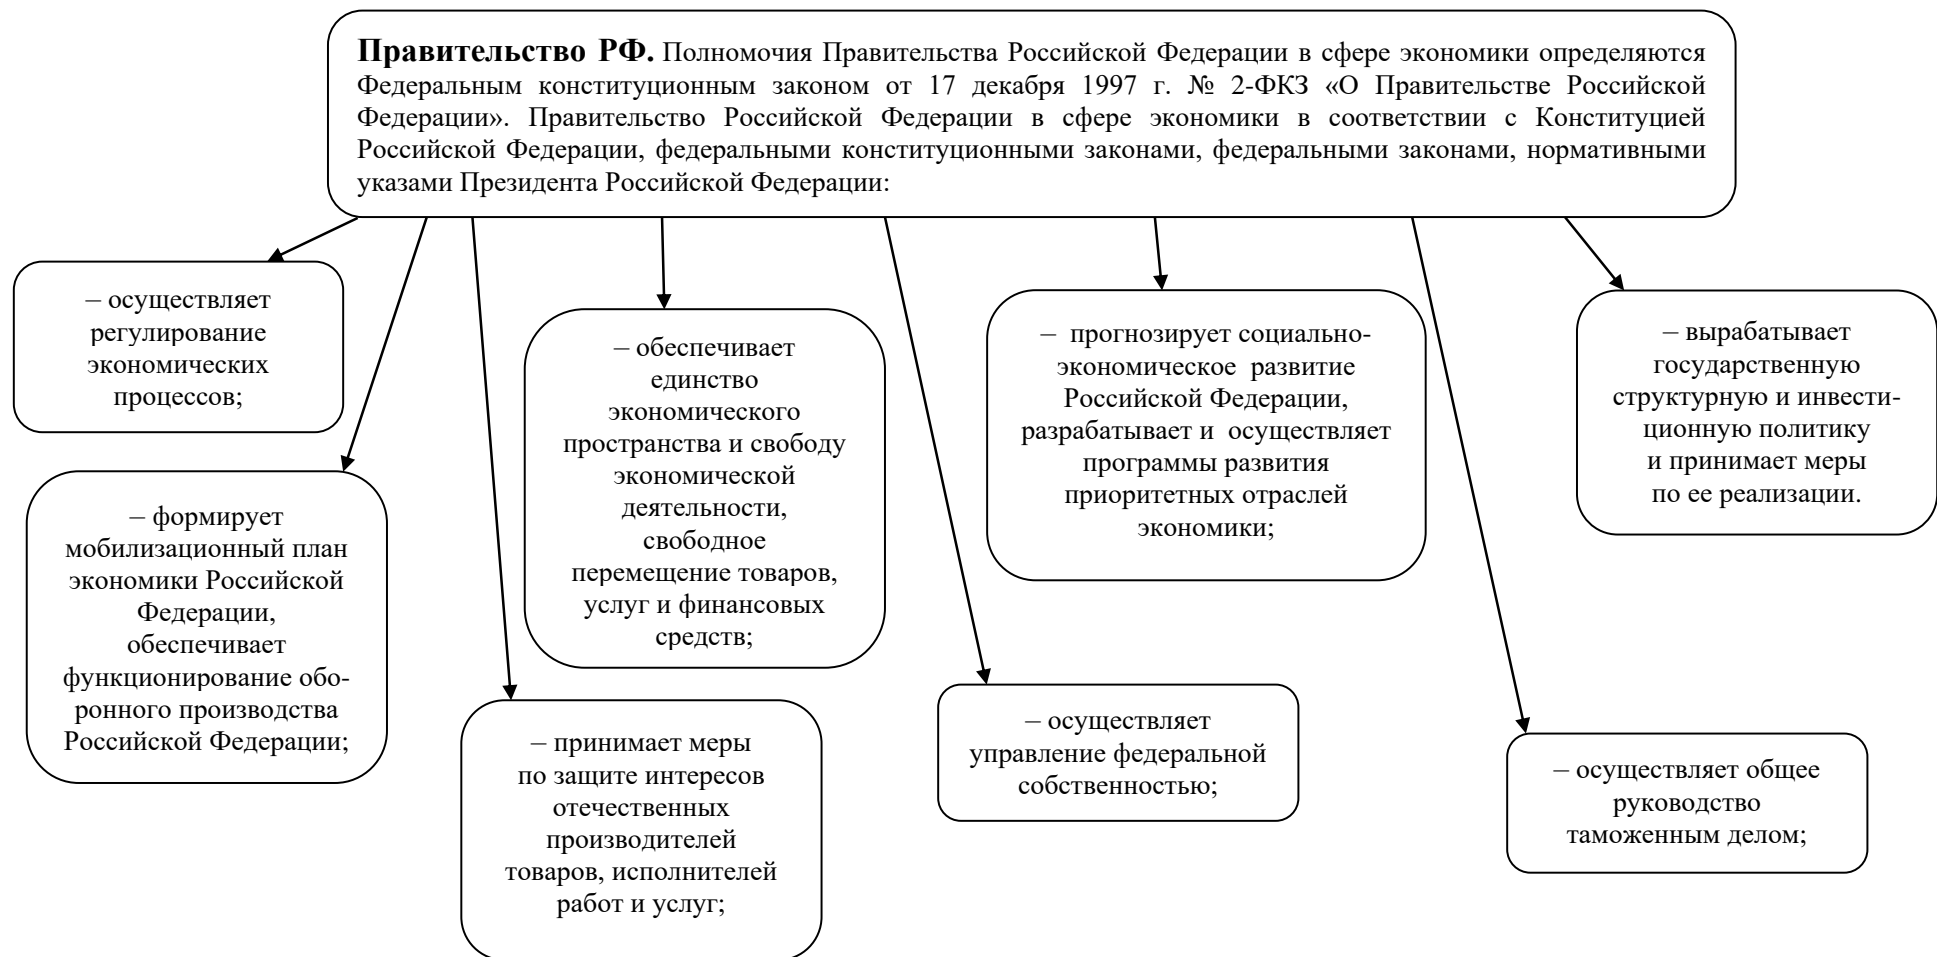 Правительство РФ. Полномочия Правительства Российской Федерации в сфере экономики определяются
Федеральным конституционным законом от 17 декабря 1997 г. № 2-ФКЗ «О Правительстве Российской
Федерации». Правительство Российской Федерации в сфере экономики в соответствии с Конституцией
Российской Федерации, федеральными конституционными законами, федеральными законами, нормативными
указами Президента Российской Федерации:
– осуществляет
регулирование
экономических
процессов;
– формирует
мобилизационный план
экономики Российской
Федерации,
обеспечивает
функционирование обо-
ронного производства
Российской Федерации;
– принимает меры
по защите интересов
отечественных
производителей
товаров, исполнителей
работ и услуг;
– обеспечивает
единство
экономического
пространства и свободу
экономической
деятельности,
свободное
перемещение товаров,
услуг и финансовых
средств;
– осуществляет
управление федеральной
собственностью;
– прогнозирует социально-
экономическое развитие
Российской Федерации,
разрабатывает и осуществляет
программы развития
приоритетных отраслей
экономики;
– осуществляет общее
руководство
таможенным делом;
– вырабатывает
государственную
структурную и инвести-
ционную политику
и принимает меры
по ее реализации.